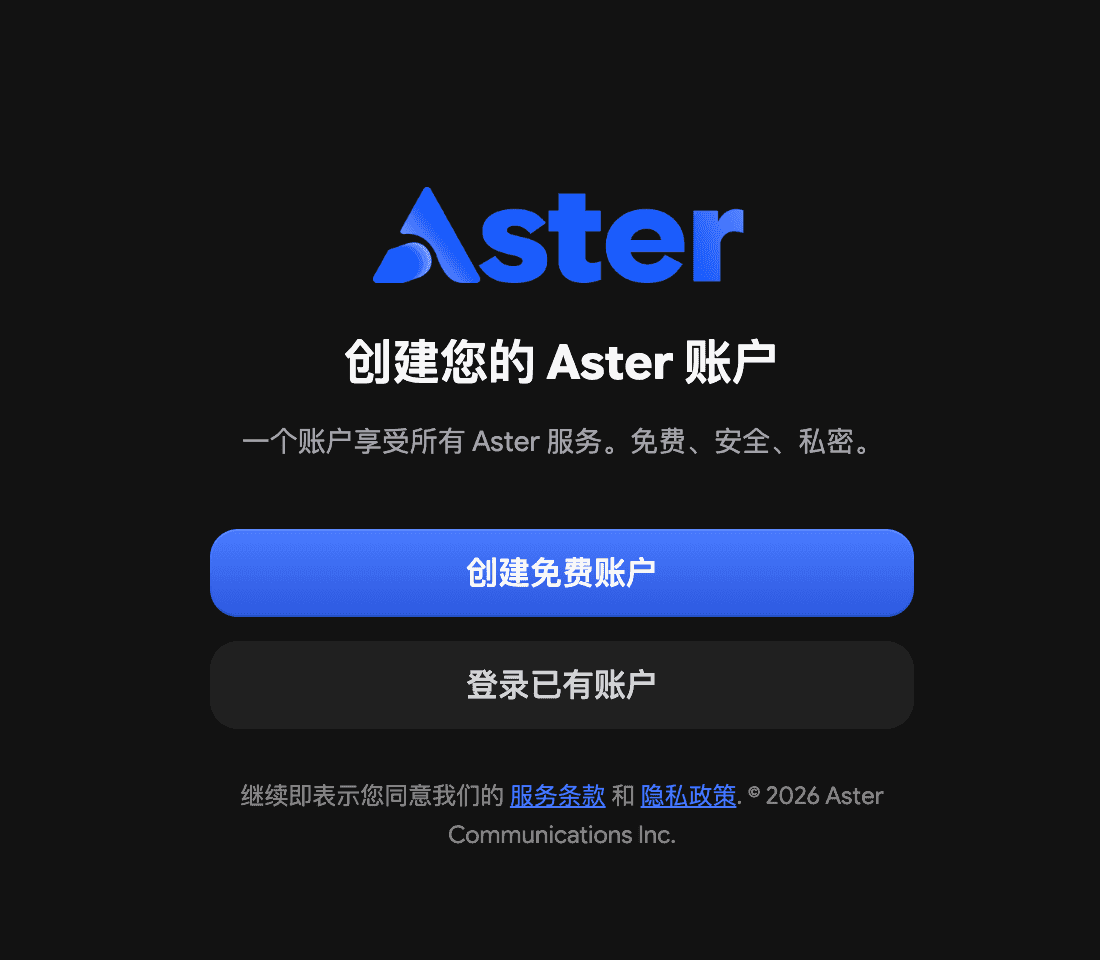 Aster
创建您的 Aster 账户
一个账户享受所有 Aster 服务。免费、安全、私密。
创建免费账户
登录已有账户
继续即表示您同意我们的 服务条款 和 隐私政策. © 2026 Aster
Communications Inc.